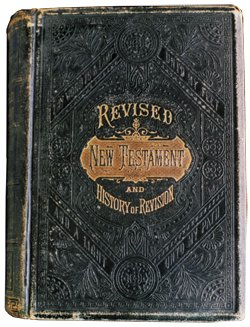 REVISED
NEW TESTAMENT
AND
HISTORY OF REVISION